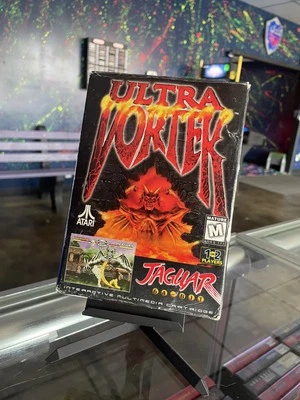 ULTRA
VORTEK
ATARI
MATURE
M
1-2
PLAYERS
JAGUAR
64-BIT
INTERACTIVE MULTIMEDIA CARTRIDGE